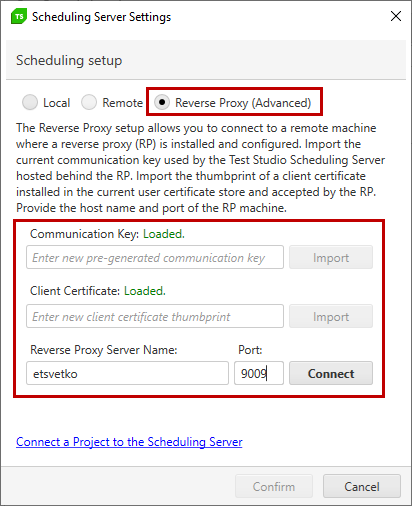 TS Scheduling Server Settings
Scheduling setup
Local Remote Reverse Proxy (Advanced)
The Reverse Proxy setup allows you to connect to a remote machine
where a reverse proxy (RP) is installed and configured. Import the
current communication key used by the Test Studio Scheduling Server
hosted behind the RP. Import the thumbprint of a client certificate
installed in the current user certificate store and accepted by the RP.
Provide the host name and port of the RP machine.
Communication Key: Loaded.
Enter new pre-generated communication key Import
Client Certificate: Loaded.
Enter new client certificate thumbprint Import
Reverse Proxy Server Name: Port:
etsvetko 9009 Connect
Connect a Project to the Scheduling Server
Confirm Cancel